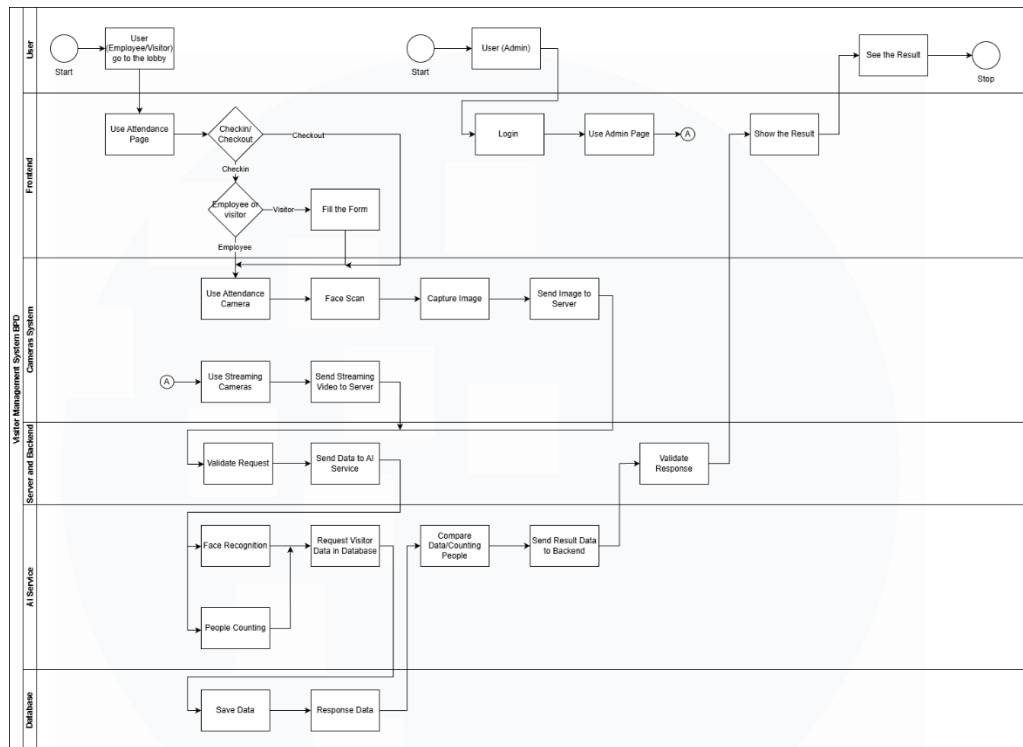 Visitor Management System BPD
User
Start
User
(Employee/Visitor)
go to the lobby
Start
User (Admin)
See the Result
Stop
Frontend
Use Attendance
Page
Checkin/
Checkout
Checkout
Checkin
Employee or
visitor
Visitor
Fill the Form
Employee
Login
Use Admin Page
A
Show the Result
Cameras System
Use Attendance
Camera
Face Scan
Capture Image
Send Image to
Server
A
Use Streaming
Cameras
Send Streaming
Video to Server
Server and Backend
Validate Request
Send Data to AI
Service
Validate
Response
AI Service
Face Recognition
Request Visitor
Data in Database
Compare
Data/Counting
People
Send Result Data
to Backend
People Counting
Database
Save Data
Response Data